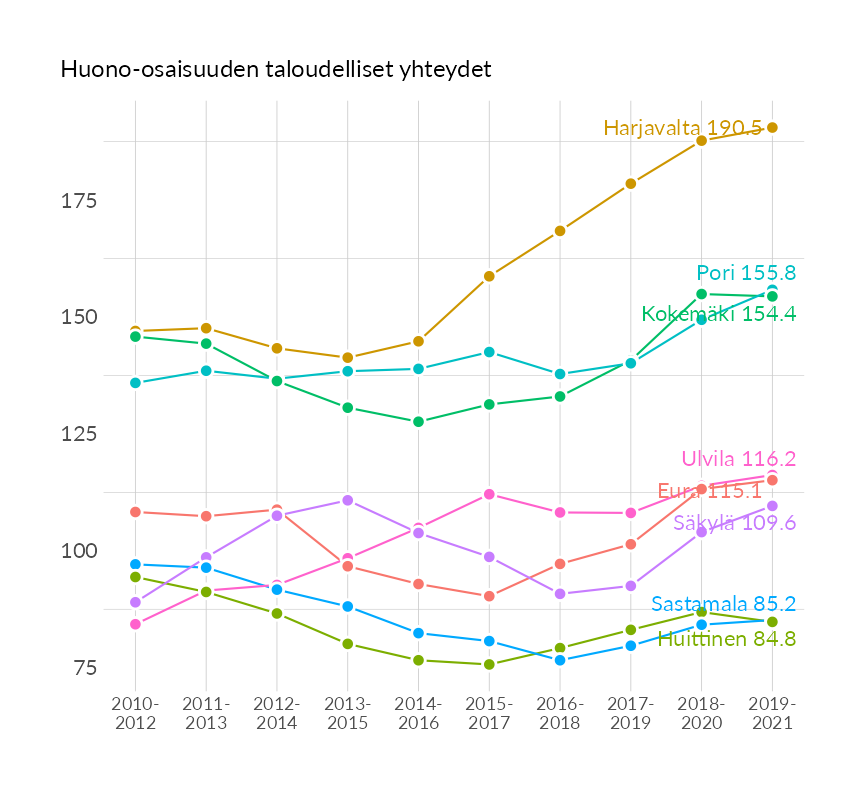 Huono-osaisuuden taloudelliset yhteydet
Harjavalta 190.5
175
Pori 155.8
Kokemäki 154.4
150
125
Ulvila 116.2
Eura 115.1
Säkylä 109.6
100
Sastamala 85.2
Huittinen 84.8
75
2010- 2011- 2012- 2013- 2014- 2015- 2016- 2017- 2018- 2019-
2012 2013 2014 2015 2016 2017 2018 2019 2020 2021